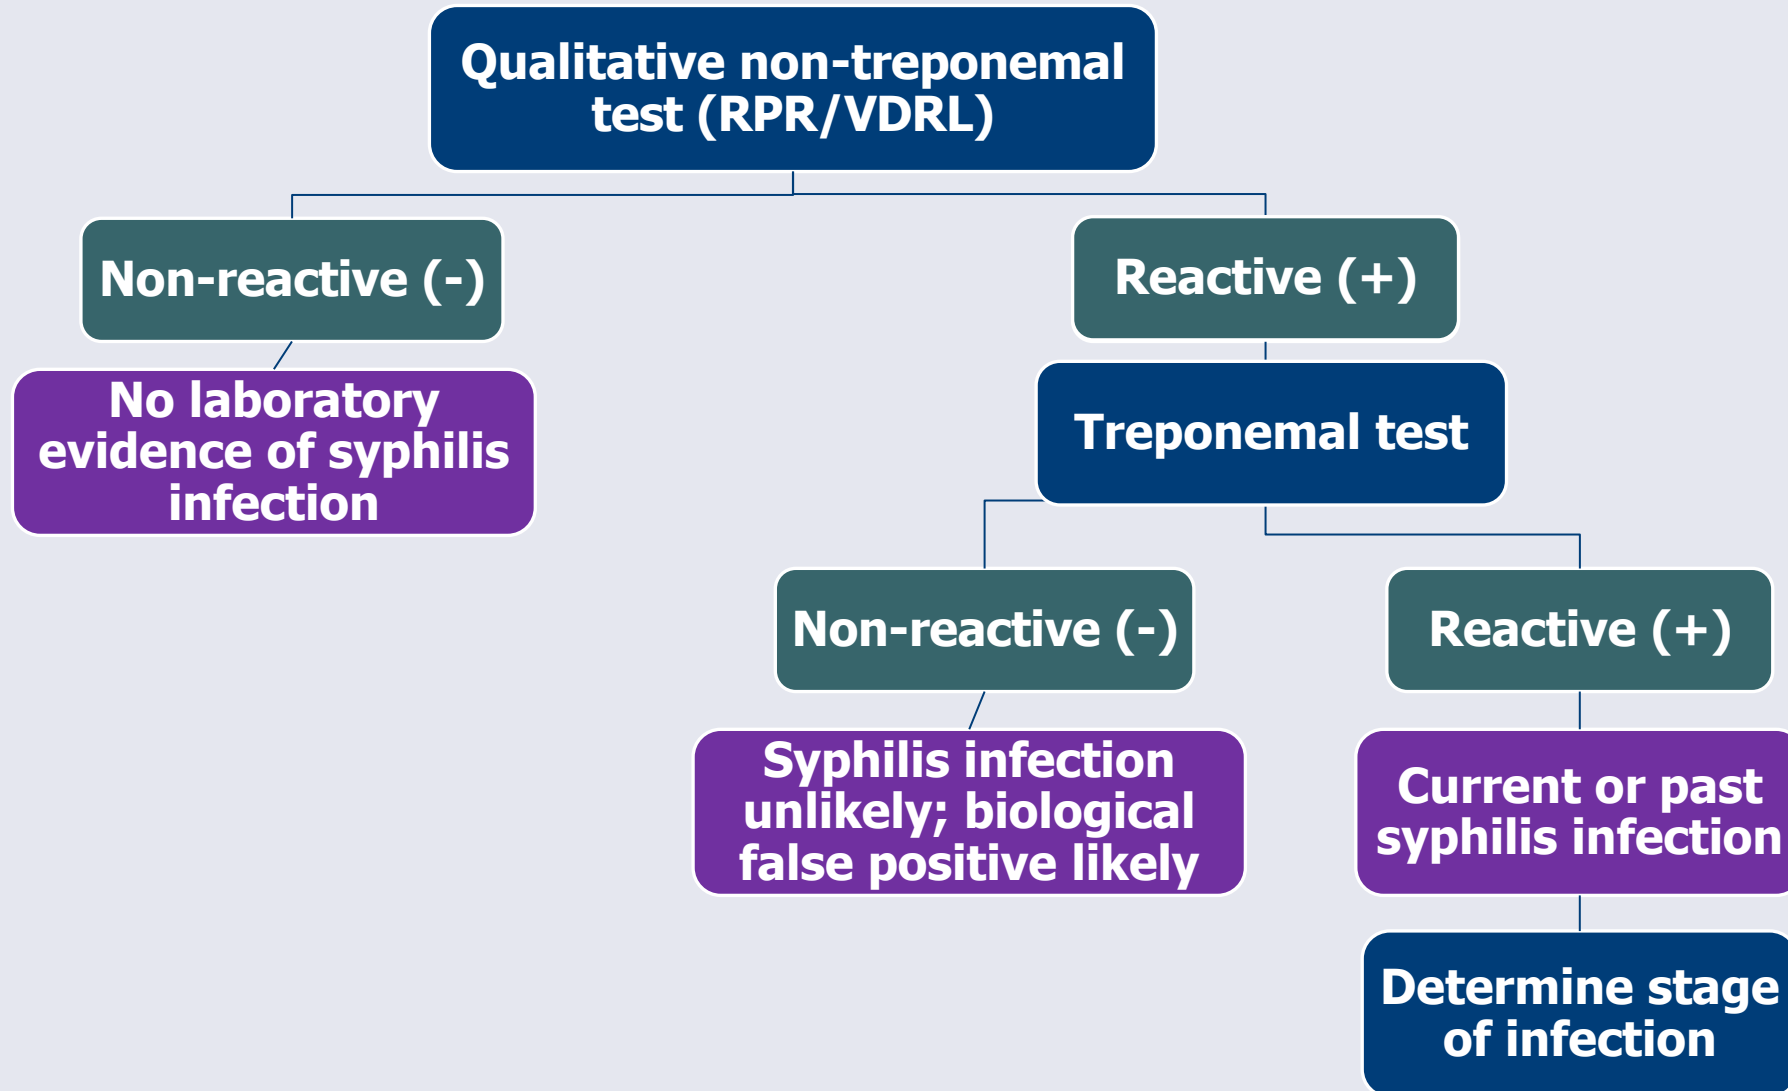 Qualitative non-treponemal
test (RPR/VDRL)
Non-reactive (-)
Reactive (+)
No laboratory
evidence of syphilis
infection
Treponemal test
Non-reactive (-)
Reactive (+)
Syphilis infection
unlikely; biological
false positive likely
Current or past
syphilis infection
Determine stage
of infection